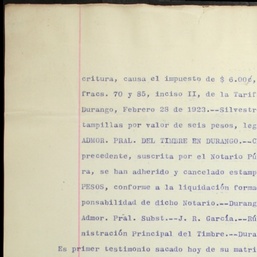 critura, causa el impuesto de $ 6.00¢,
fracs. 70 y 85, inciso II, de la Tarif
Durango, Febrero 28 de 1923.--Silvestr
tampillas por valor de seis pesos, leg
ADMOR. PRAL. DEL TIMBRE EN DURANGO.--C
precedente, suscrita por el Notario Pú
ra, se han adherido y cancelado estamp
PESOS, conforme a la liquidación forma
ponsabilidad de dicho Notario.--Durang
Admor. Pral. Subst.--J. R. García.--Rú
nistración Principal del Timbre.--Dura
Es primer testimonio sacado hoy de su matri